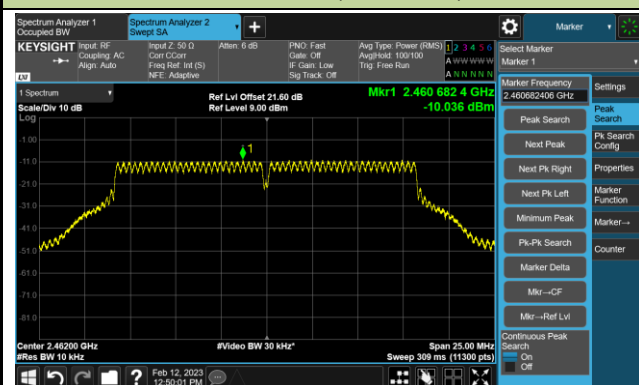 Spectrum Analyzer 1
Occupied BW
Spectrum Analyzer 2
Swept SA
+
Marker
KEYSIGHT
Input: RF
Coupling: AC
Align: Auto
Input Z: 50 Ω
Corr CCorr
Freq Ref: Int (S)
NFE: Adaptive
Atten: 6 dB
PNO: Fast
Gate: Off
IF Gain: Low
Sig Track: Off
Avg Type: Power (RMS)
Avg|Hold: 100/100
Trig: Free Run
1 2 3 4 5 6
A W W W W W
A N N N N N
LXI
Select Marker
Marker 1
1 Spectrum
Scale/Div 10 dB
Log
Ref Lvl Offset 21.60 dB
Ref Level 9.00 dBm
Mkr1 2.460 682 4 GHz
-10.036 dBm
1
-1.00
-11.0
-21.0
-31.0
-41.0
-51.0
-61.0
-71.0
-81.0
Center 2.46200 GHz
#Res BW 10 kHz
#Video BW 30 kHz*
Span 25.00 MHz
Sweep 309 ms (11300 pts)
Marker Frequency
2.460682406 GHz
Peak Search
Next Peak
Next Pk Right
Next Pk Left
Minimum Peak
Pk-Pk Search
Marker Delta
Mkr→CF
Mkr→Ref Lvl
Continuous Peak
Search
On
Off
Settings
Peak
Search
Pk Search
Config
Properties
Marker
Function
Marker→
Counter
?
Feb 12, 2023
12:50:01 PM